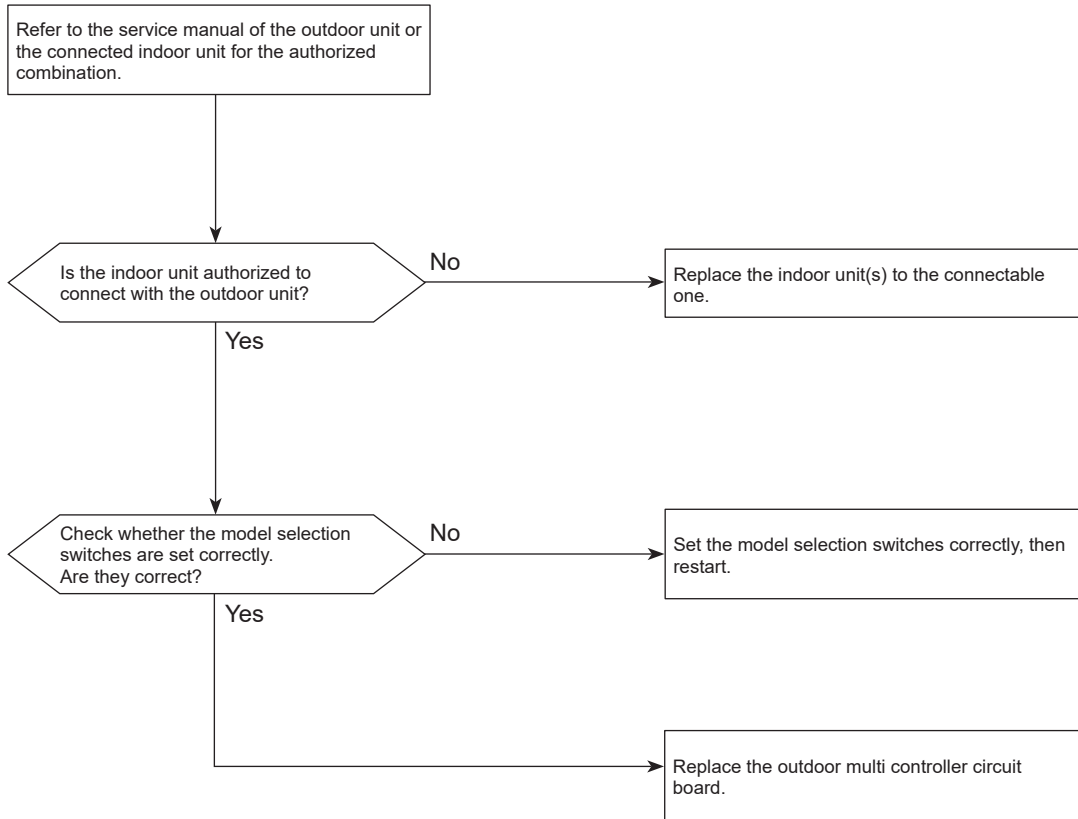 Refer to the service manual of the outdoor unit or
the connected indoor unit for the authorized
combination.
Is the indoor unit authorized to
connect with the outdoor unit?
No
Replace the indoor unit(s) to the connectable
one.
Yes
Check whether the model selection
switches are set correctly.
Are they correct?
No
Set the model selection switches correctly, then
restart.
Yes
Replace the outdoor multi controller circuit
board.